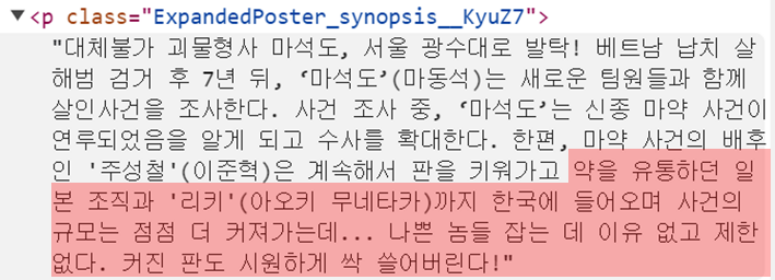 ▼<p class="ExpandedPoster_synopsis__KyuZ7">
"대체불가 괴물형사 마석도, 서울 광수대로 발탁! 베트남 납치 살
해범 검거 후 7년 뒤, ‘마석도’(마동석)는 새로운 팀원들과 함께
살인사건을 조사한다. 사건 조사 중, ‘마석도’는 신종 마약 사건이
연루되었음을 알게 되고 수사를 확대한다. 한편, 마약 사건의 배후
인 '주성철'(이준혁)은 계속해서 판을 키워가고 약을 유통하던 일
본 조직과 '리키'(아오키 무네타카)까지 한국에 들어오며 사건의
규모는 점점 더 커져가는데... 나쁜 놈들 잡는 데 이유 없고 제한
없다. 커진 판도 시원하게 싹 쓸어버린다!"